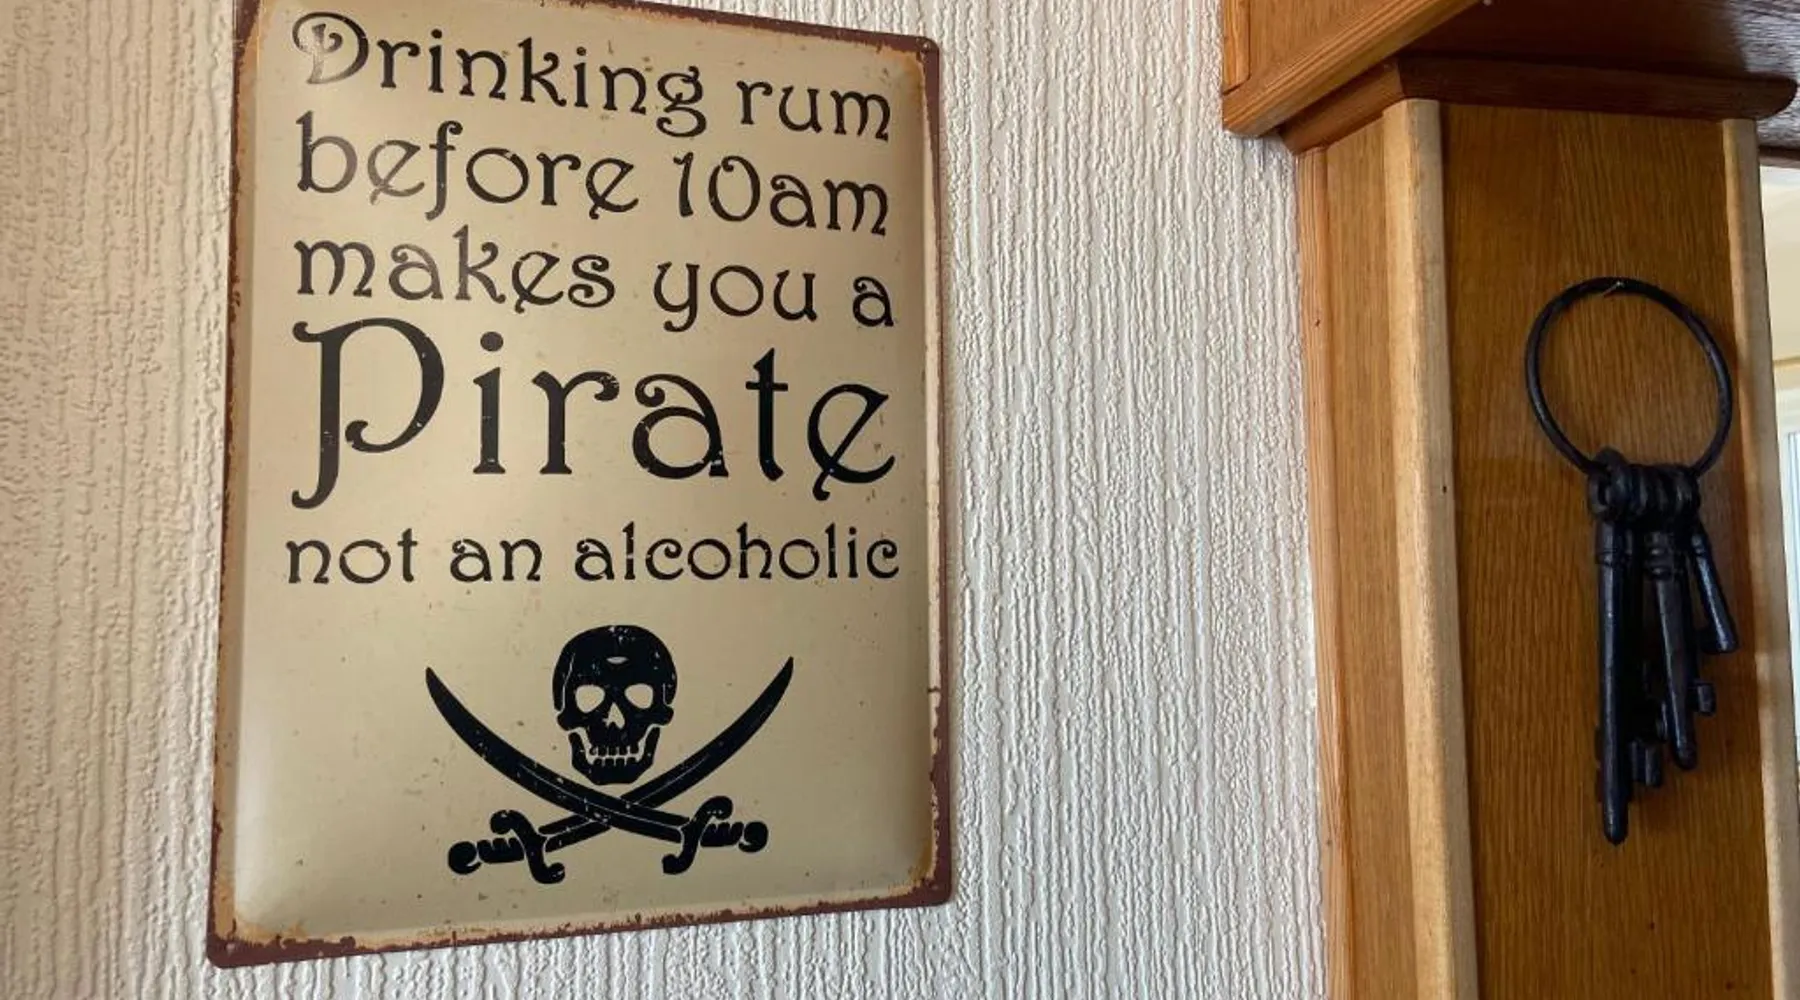 Drinking rum
before 10am
makes you a
Pirate
not an alcoholic